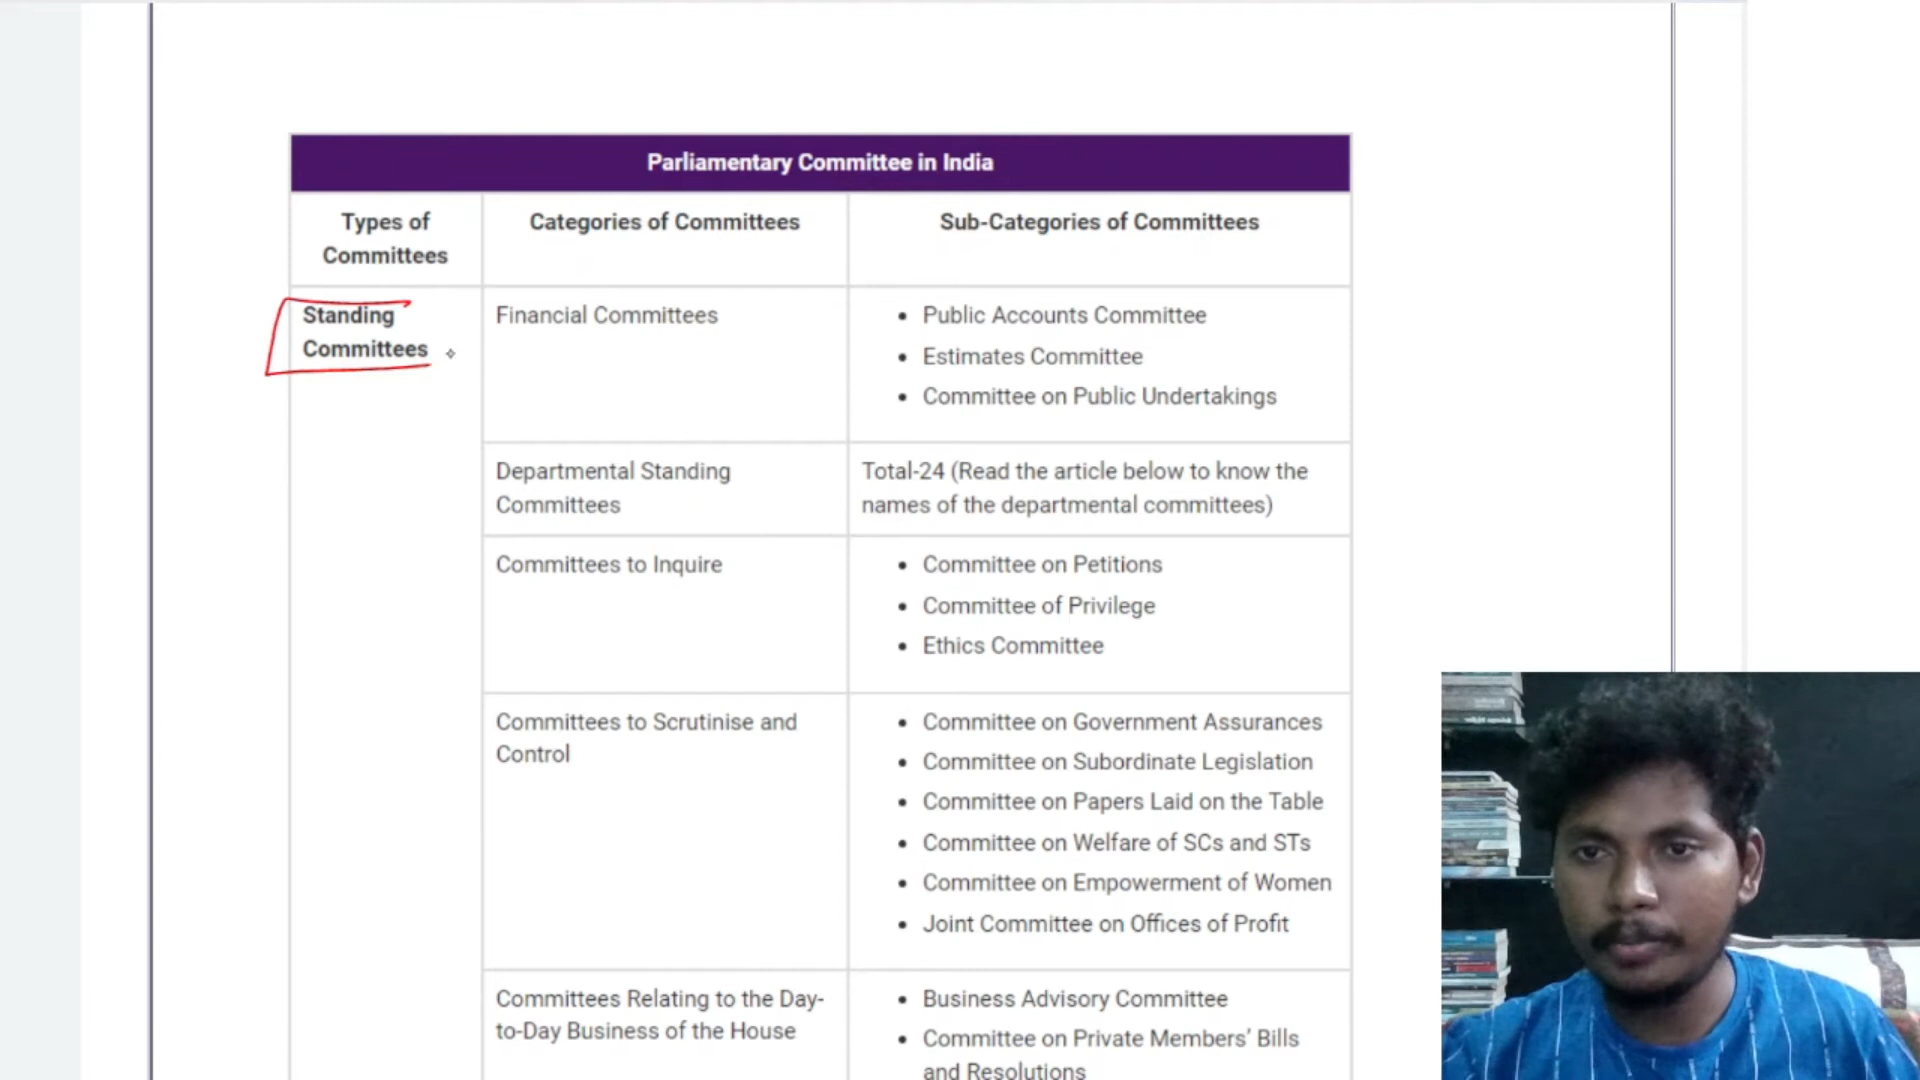 Parliamentary Committee in India
Types of
Committees
Categories of Committees
Sub-Categories of Committees
Standing
Committees
Financial Committees
• Public Accounts Committee
• Estimates Committee
• Committee on Public Undertakings
Departmental Standing
Committees
Total-24 (Read the article below to know the
names of the departmental committees)
Committees to Inquire
• Committee on Petitions
• Committee of Privilege
• Ethics Committee
Committees to Scrutinise and
Control
• Committee on Government Assurances
• Committee on Subordinate Legislation
• Committee on Papers Laid on the Table
• Committee on Welfare of SCs and STs
• Committee on Empowerment of Women
• Joint Committee on Offices of Profit
Committees Relating to the Day-
to-Day Business of the House
• Business Advisory Committee
• Committee on Private Members' Bills
and Resolutions